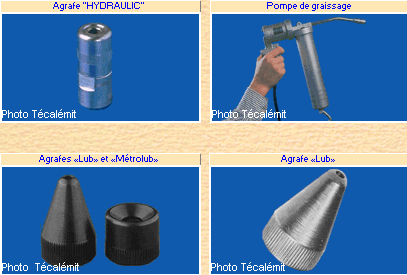 Agrafe "HYDRAULIC"
Pompe de graissage
Photo Técalémit
Photo Técalémit
Agrafes «Lub» et «Métrolub»
Agrafe «Lub»
Photo Técalémit
Photo Técalémit